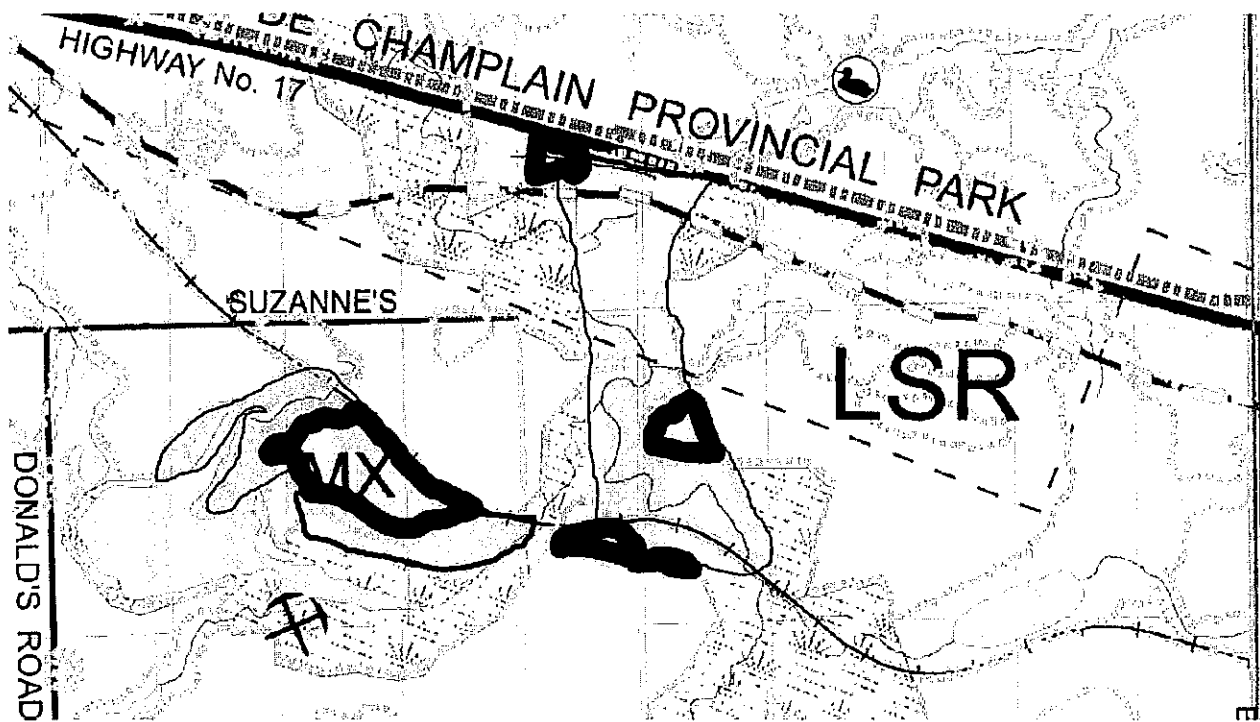 DE CHAMPLAIN PROVINCIAL PARK
HIGHWAY No. 17
SUZANNE'S
LSR
MX
DONALD'S ROAD